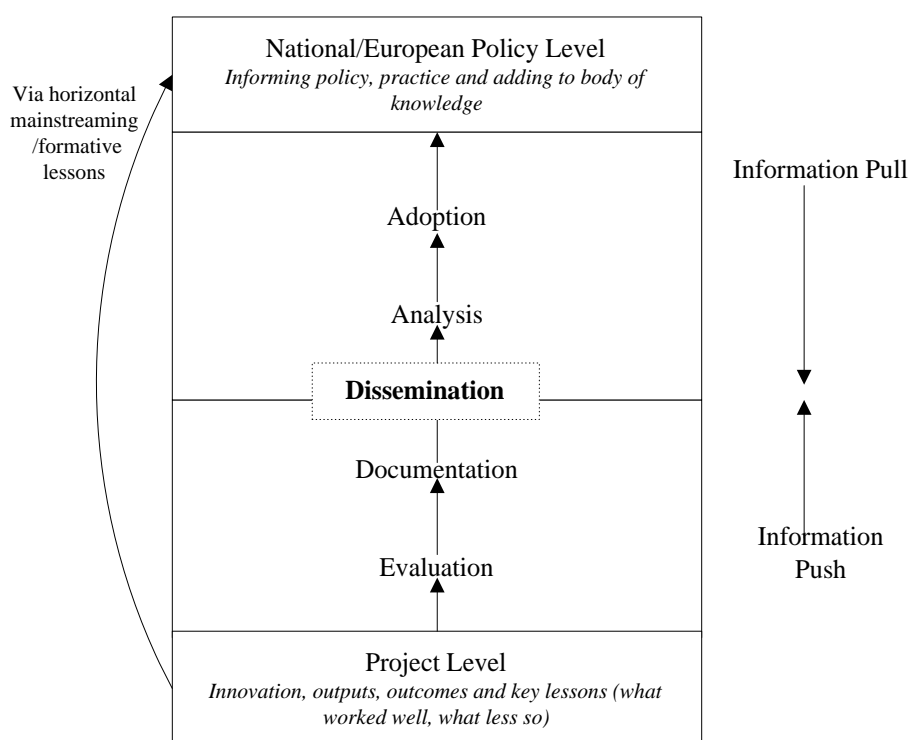 National/European Policy Level
Informing policy, practice and adding to body of
knowledge
Via horizontal
mainstreaming
/formative
lessons
Information Pull
Adoption
Analysis
Dissemination
Documentation
Information
Push
Evaluation
Project Level
Innovation, outputs, outcomes and key lessons (what
worked well, what less so)